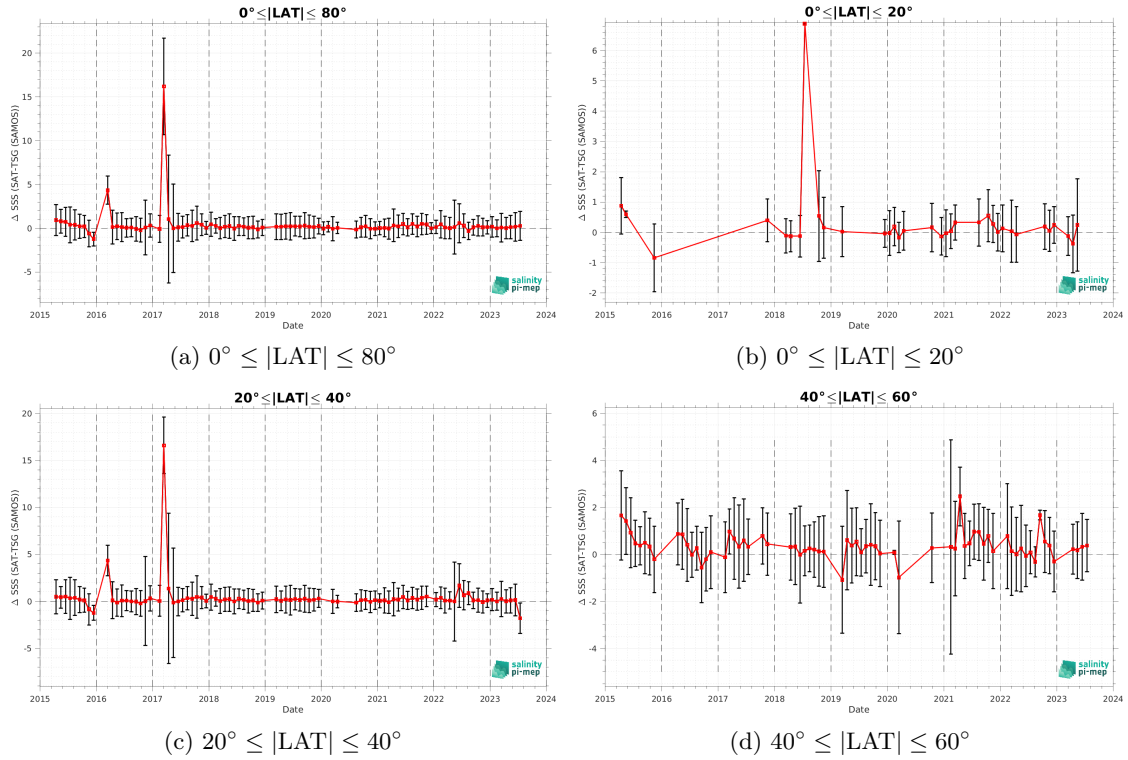 0°≤|LAT|≤ 80°
Δ SSS (SAT-TSG (SAMOS))
20
15
10
5
0
-5
2015 2016 2017 2018 2019 2020 2021 2022 2023 2024
Date
salinity
pi-mep
(a) 0° ≤ |LAT| ≤ 80°
0°≤|LAT|≤ 20°
Δ SSS (SAT-TSG (SAMOS))
6
5
4
3
2
1
0
-1
-2
2015 2016 2017 2018 2019 2020 2021 2022 2023 2024
Date
salinity
pi-mep
(b) 0° ≤ |LAT| ≤ 20°
20°≤|LAT|≤ 40°
Δ SSS (SAT-TSG (SAMOS))
20
15
10
5
0
-5
2015 2016 2017 2018 2019 2020 2021 2022 2023 2024
Date
salinity
pi-mep
(c) 20° ≤ |LAT| ≤ 40°
40°≤|LAT|≤ 60°
Δ SSS (SAT-TSG (SAMOS))
6
4
2
0
-2
-4
2015 2016 2017 2018 2019 2020 2021 2022 2023 2024
Date
salinity
pi-mep
(d) 40° ≤ |LAT| ≤ 60°